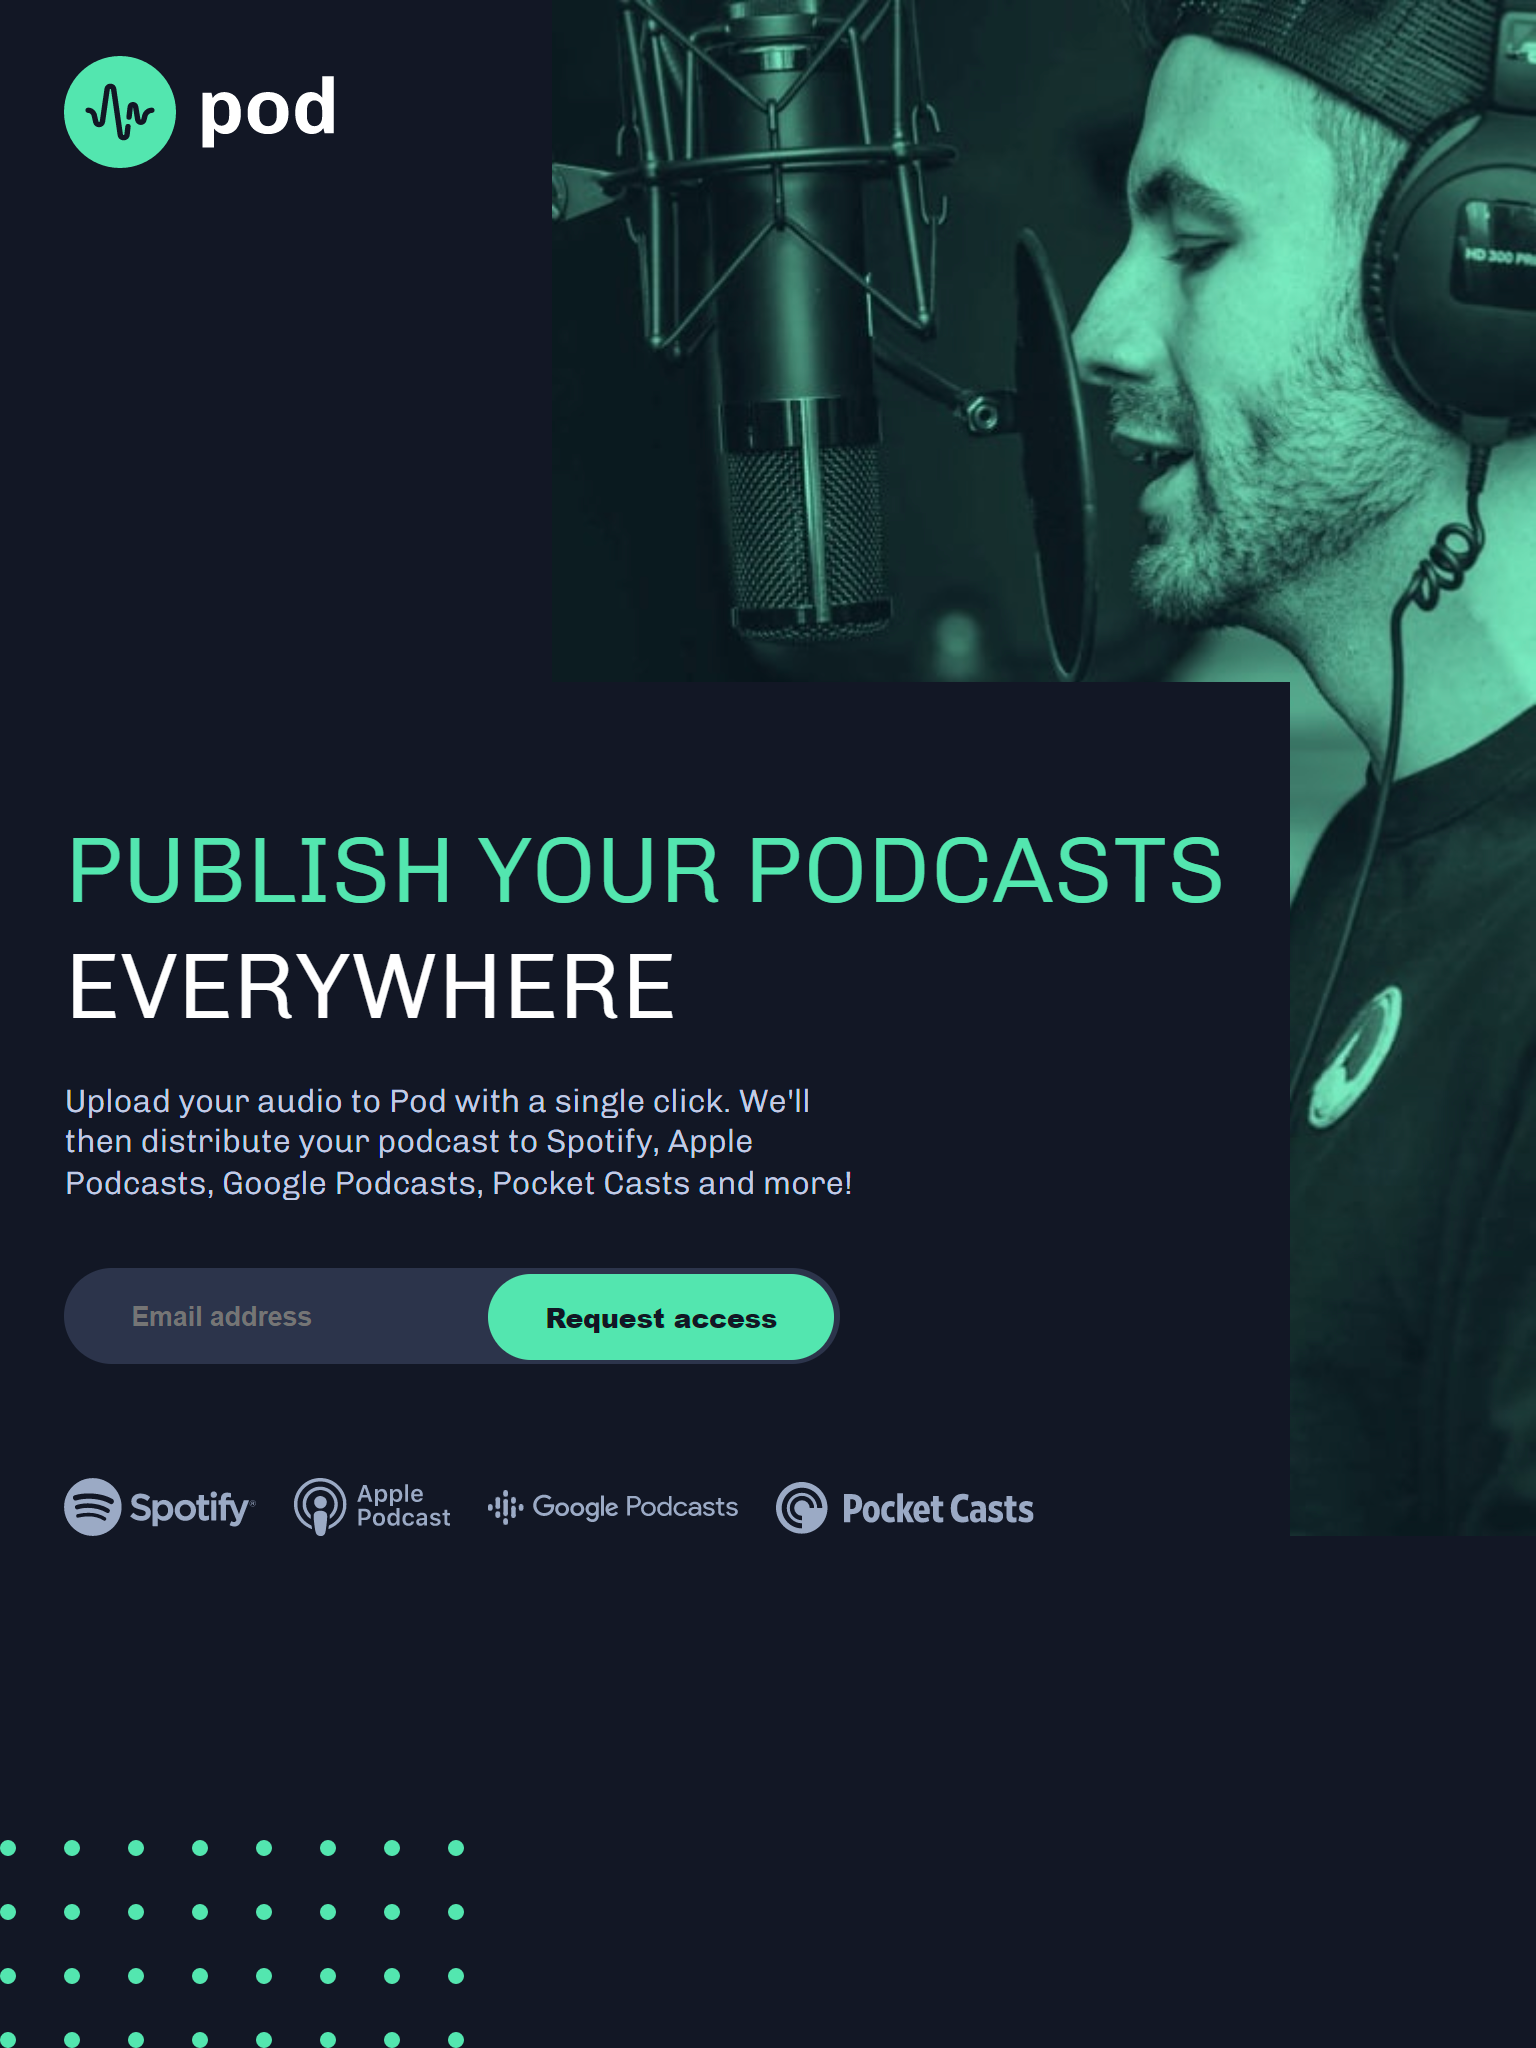 pod
HD 300
PUBLISH YOUR PODCASTS
EVERYWHERE
Upload your audio to Pod with a single click. We'll
then distribute your podcast to Spotify, Apple
Podcasts, Google Podcasts, Pocket Casts and more!
Email address
Request access
Spotify®
Apple
Podcast
Google Podcasts
Pocket Casts